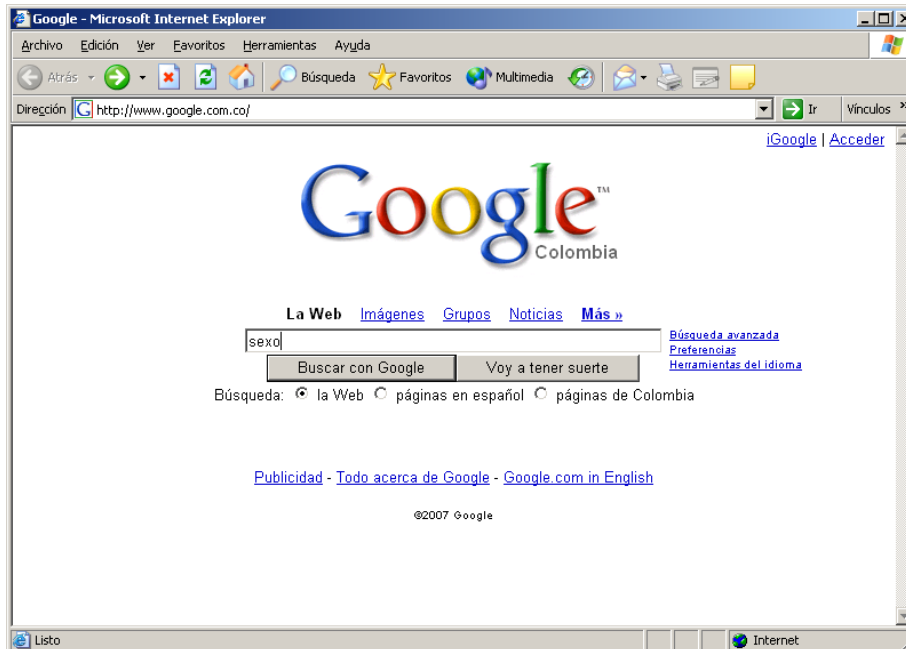 Google - Microsoft Internet Explorer
Archivo Edición Ver Favoritos Herramientas Ayuda
Atrás Búsqueda Favoritos Multimedia
Dirección http://www.google.com.co/ Ir Vínculos »
iGoogle | Acceder
Google™
Colombia
La Web Imágenes Grupos Noticias Más »
sexo
Búsqueda avanzada
Preferencias
Herramientas del idioma
Buscar con Google Voy a tener suerte
Búsqueda: la Web páginas en español páginas de Colombia
Publicidad - Todo acerca de Google - Google.com in English
©2007 Google
Listo Internet